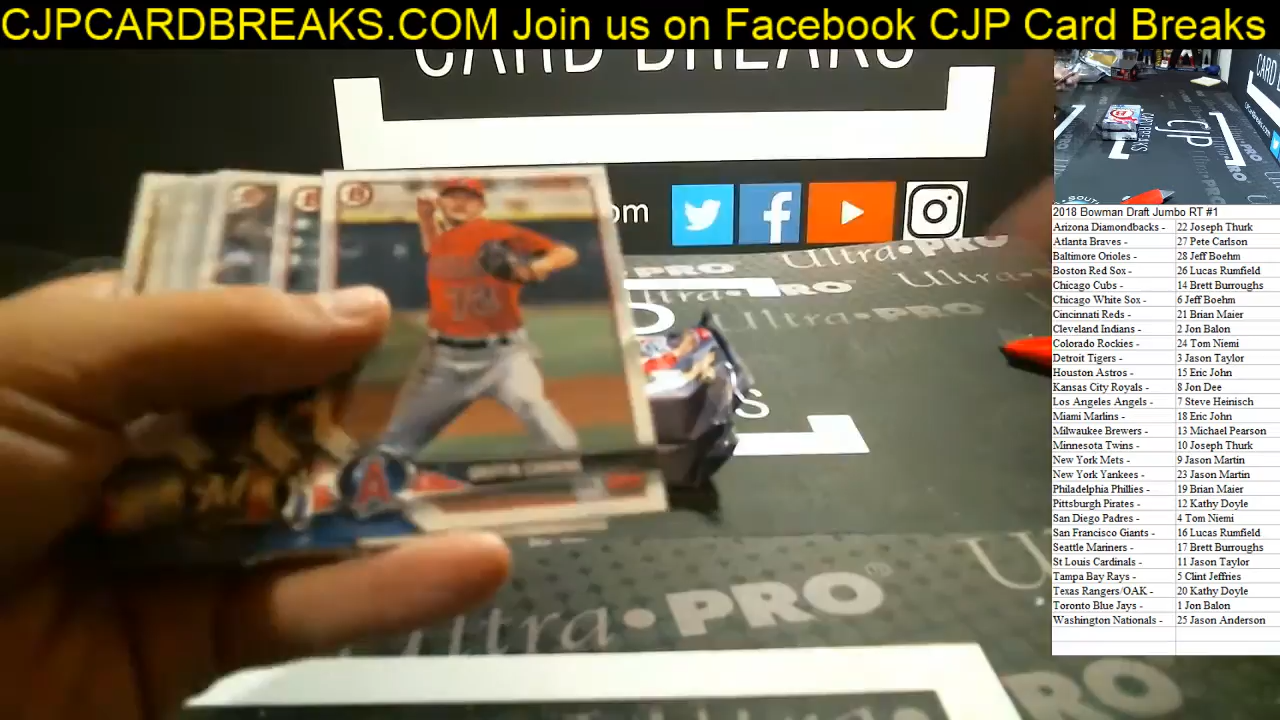 CJPCARDBREAKS.COM Join us on Facebook CJP Card Breaks
CARD BREAKS
om
Ultra•PRO
Ultra•PRO
Ultra•PRO®
2018 Bowman Draft Jumbo RT #1
Arizona Diamondbacks - 22 Joseph Thurk
Atlanta Braves - 27 Pete Carlson
Baltimore Orioles - 28 Jeff Boehm
Boston Red Sox - 26 Lucas Rumfield
Chicago Cubs - 14 Brett Burroughs
Chicago White Sox - 6 Jeff Boehm
Cincinnati Reds - 21 Brian Maier
Cleveland Indians - 2 Jon Balon
Colorado Rockies - 24 Tom Niemi
Detroit Tigers - 3 Jason Taylor
Houston Astros - 15 Eric John
Kansas City Royals - 8 Jon Dee
Los Angeles Angels - 7 Steve Heinisch
Miami Marlins - 18 Eric John
Milwaukee Brewers - 13 Michael Pearson
Minnesota Twins - 10 Joseph Thurk
New York Mets - 9 Jason Martin
New York Yankees - 23 Jason Martin
Philadelphia Phillies - 19 Brian Maier
Pittsburgh Pirates - 12 Kathy Doyle
San Diego Padres - 4 Tom Niemi
San Francisco Giants - 16 Lucas Rumfield
Seattle Mariners - 17 Brett Burroughs
St Louis Cardinals - 11 Jason Taylor
Tampa Bay Rays - 5 Clint Jeffries
Texas Rangers/OAK - 20 Kathy Doyle
Toronto Blue Jays - 1 Jon Balon
Washington Nationals - 25 Jason Anderson